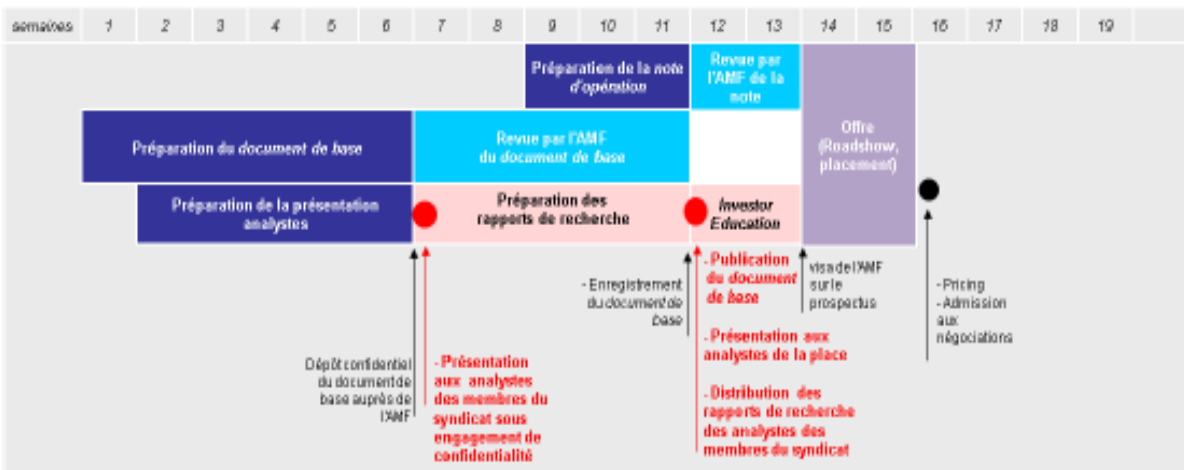 semaines 1 2 3 4 5 6 7 8 9 10 11 12 13 14 15 16 17 18 19
Préparation de la note
d'opération
Revue par
l'AMF de la
note
Préparation du document de base
Revue par l'AMF
du document de base
Offre
(Roadshow,
placement)
Préparation de la présentation
analystes
Préparation des
rapports de recherche
Investor
Education
Dépôt confidentiel
du document de
base auprès de
l'AMF
- Présentation
aux analystes
des membres du
syndicat sous
engagement de
confidentialité
- Enregistrement
du document de
base
- Publication
du document
de base
- Présentation aux
analystes de la place
- Distribution des
rapports de recherche
des analystes des
membres du syndicat
visa de l'AMF
sur le
prospectus
- Pricing
- Admission
aux
négociations